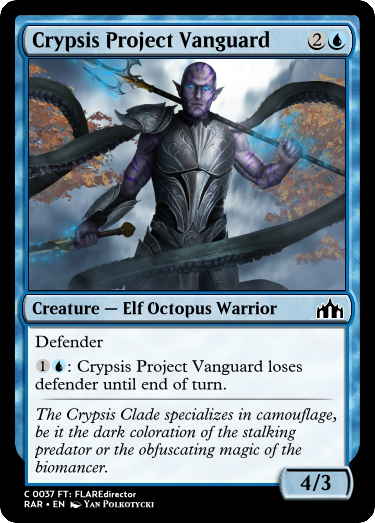 Crypsis Project Vanguard 2
Creature — Elf Octopus Warrior
Defender
1 : Crypsis Project Vanguard loses
defender until end of turn.
The Crypsis Clade specializes in camouflage,
be it the dark coloration of the stalking
predator or the obfuscating magic of the
biomancer.
4/3
C 0037 FT: FLAREdirector
RAR • EN Yan Polkotycki